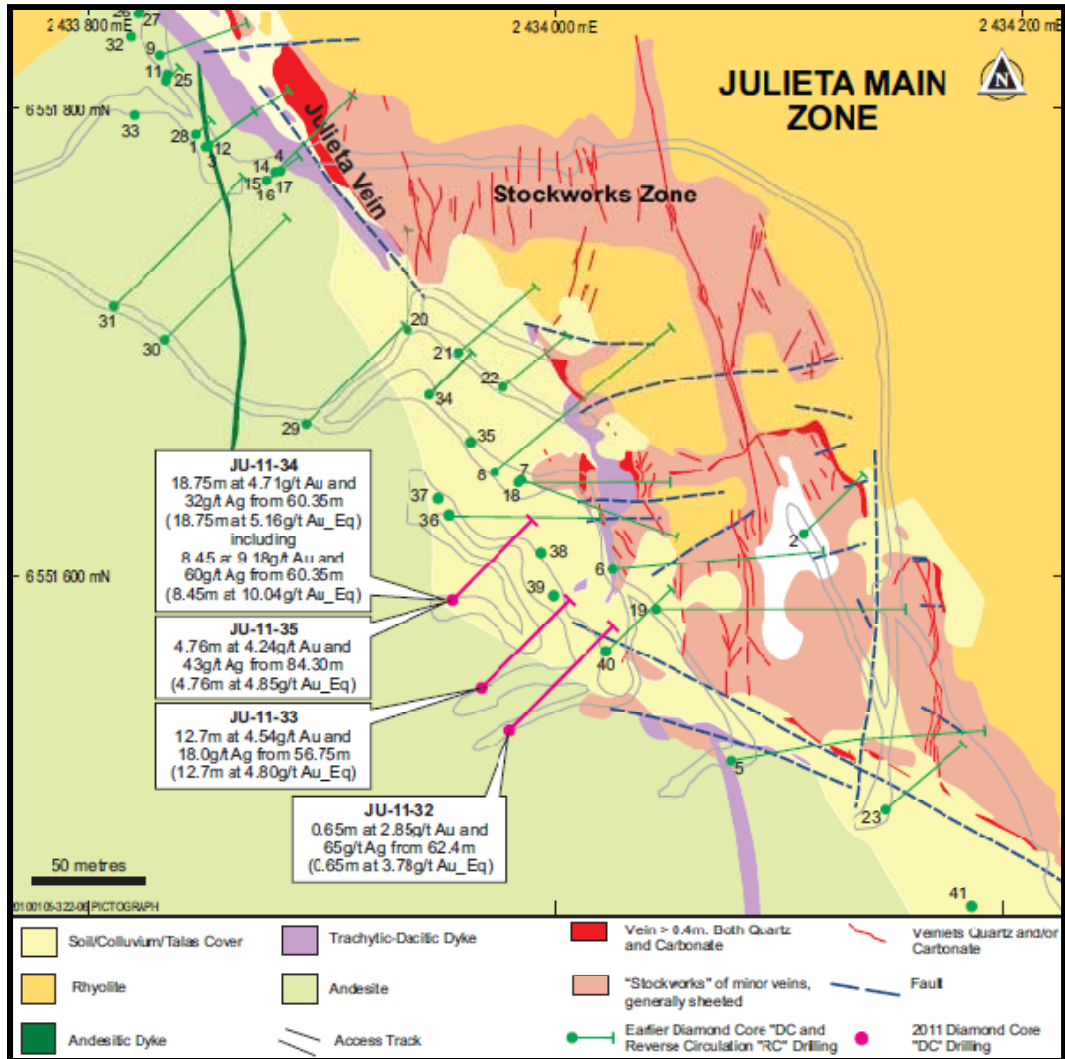 2 433 800 mE
2 434 000 mE
2 434 200 mE
JULIETA MAIN
ZONE
N
6 551 800 mN
6 551 600 mN
Julieta Vein
Stockworks Zone
27
32
9
11
25
33
28
1
12
3
4
14
15
17
16
31
30
20
21
22
34
29
35
8
7
18
37
36
38
2
6
39
19
40
5
23
41
JU-11-34
18.75m at 4.71g/t Au and
32g/t Ag from 60.35m
(18.75m at 5.16g/t Au_Eq)
including
8.45 at 9.18g/t Au and
60g/t Ag from 60.35m
(8.45m at 10.04g/t Au_Eq)
JU-11-35
4.76m at 4.24g/t Au and
43g/t Ag from 84.30m
(4.76m at 4.85g/t Au_Eq)
JU-11-33
12.7m at 4.54g/t Au and
18.0g/t Ag from 56.75m
(12.7m at 4.80g/t Au_Eq)
JU-11-32
0.65m at 2.85g/t Au and
65g/t Ag from 62.4m
(0.65m at 3.78g/t Au_Eq)
50 metres
PICTOGRAPH
Soil/Colluvium/Talas Cover
Rhyolite
Andesitic Dyke
Trachytic-Dacitic Dyke
Andesite
Access Track
Vein > 0.4m. Both Quartz
and Carbonate
"Stockworks" of minor veins,
generally sheeted
Earlier Diamond Core "DC and
Reverse Circulation "RC" Drilling
Veinlets Quartz and/or
Carbonate
Fault
2011 Diamond Core
"DC" Drilling